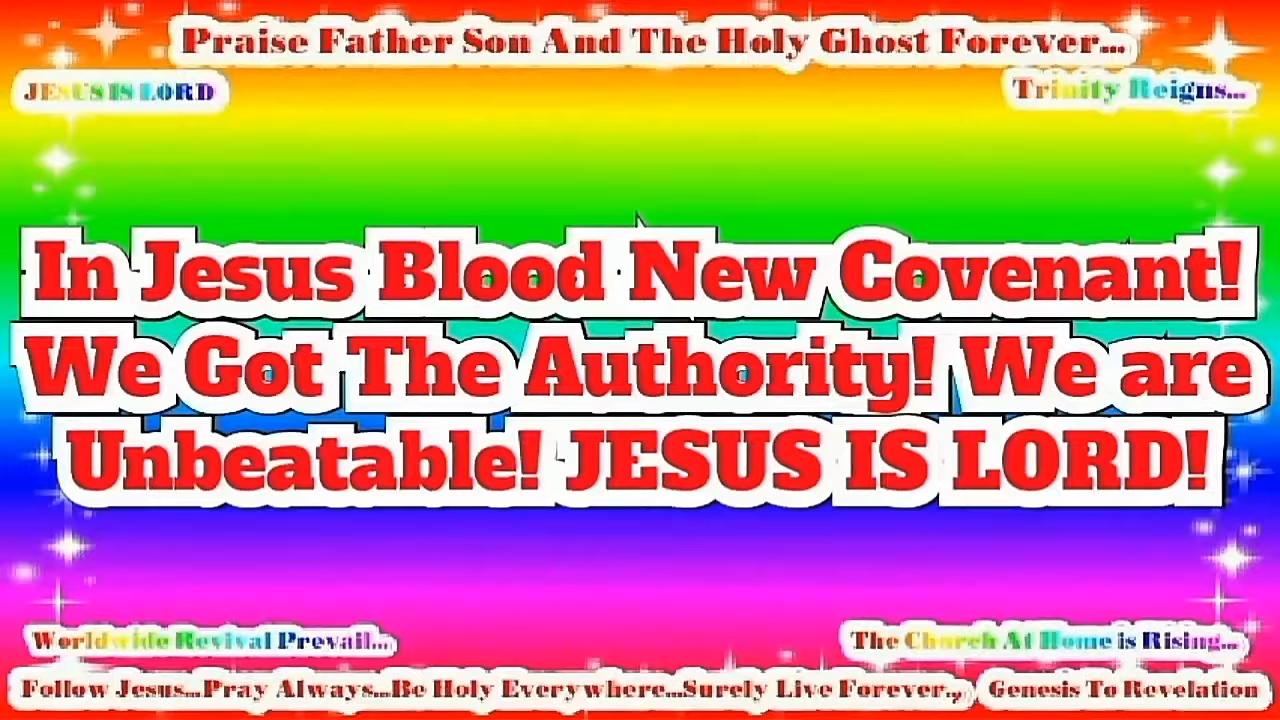 Praise Father Son And The Holy Ghost Forever...
JESUS IS LORD
Trinity Reigns...
In Jesus Blood New Covenant!
We Got The Authority! We are
Unbeatable! JESUS IS LORD!
Worldwide Revival Prevail...
The Church At Home is Rising...
Follow Jesus...Pray Always...Be Holy Everywhere...Surely Live Forever..,
Genesis To Revelation